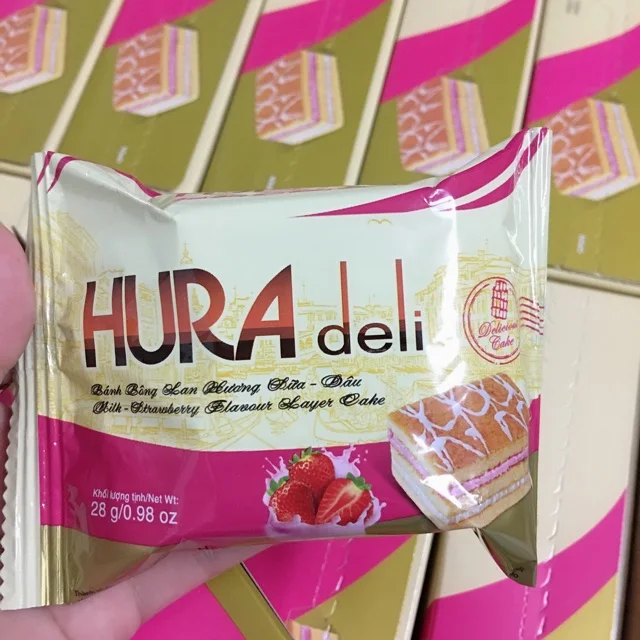 HURA deli
Delicious
Cake
Bánh Bông Lan Hương Sữa - Dâu
Milk-Strawberry Flavour Layer Cake
Khối lượng tịnh/Net Wt:
28 g/0.98 oz